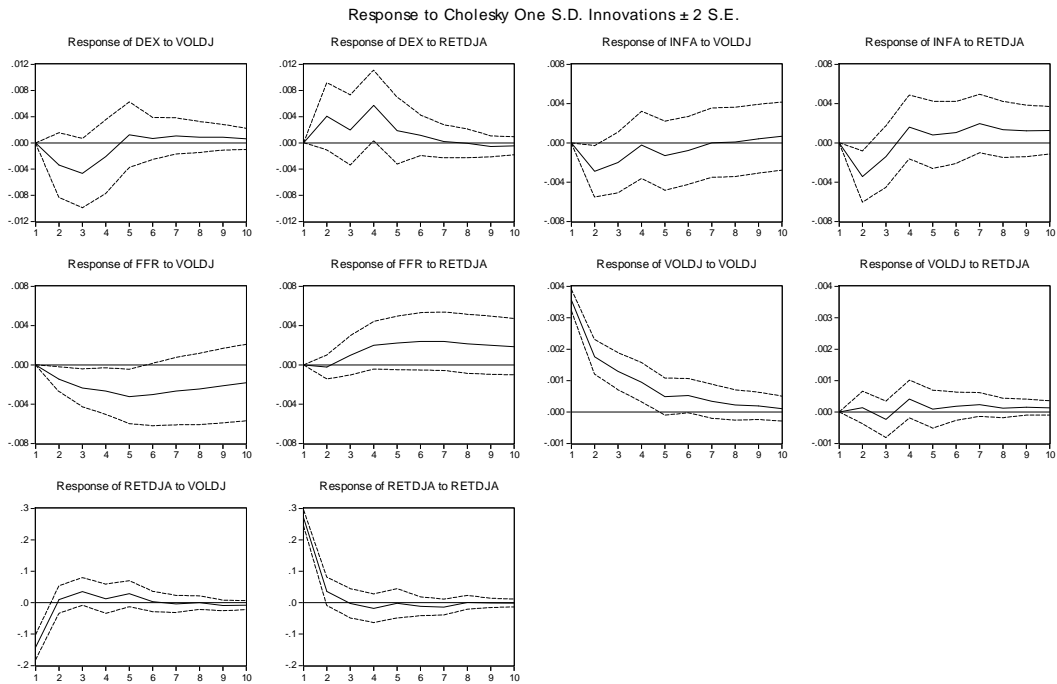 Response to Cholesky One S.D. Innovations ± 2 S.E.
Response of DEX to VOLDJ
.012
.008
.004
.000
-.004
-.008
-.012
1 2 3 4 5 6 7 8 9 10
Response of DEX to RETDJA
.012
.008
.004
.000
-.004
-.008
-.012
1 2 3 4 5 6 7 8 9 10
Response of INFA to VOLDJ
.008
.004
.000
-.004
-.008
1 2 3 4 5 6 7 8 9 10
Response of INFA to RETDJA
.008
.004
.000
-.004
-.008
1 2 3 4 5 6 7 8 9 10
Response of FFR to VOLDJ
.008
.004
.000
-.004
-.008
1 2 3 4 5 6 7 8 9 10
Response of FFR to RETDJA
.008
.004
.000
-.004
-.008
1 2 3 4 5 6 7 8 9 10
Response of VOLDJ to VOLDJ
.004
.003
.002
.001
.000
-.001
1 2 3 4 5 6 7 8 9 10
Response of VOLDJ to RETDJA
.004
.003
.002
.001
.000
-.001
1 2 3 4 5 6 7 8 9 10
Response of RETDJA to VOLDJ
.3
.2
.1
.0
-.1
-.2
1 2 3 4 5 6 7 8 9 10
Response of RETDJA to RETDJA
.3
.2
.1
.0
-.1
-.2
1 2 3 4 5 6 7 8 9 10